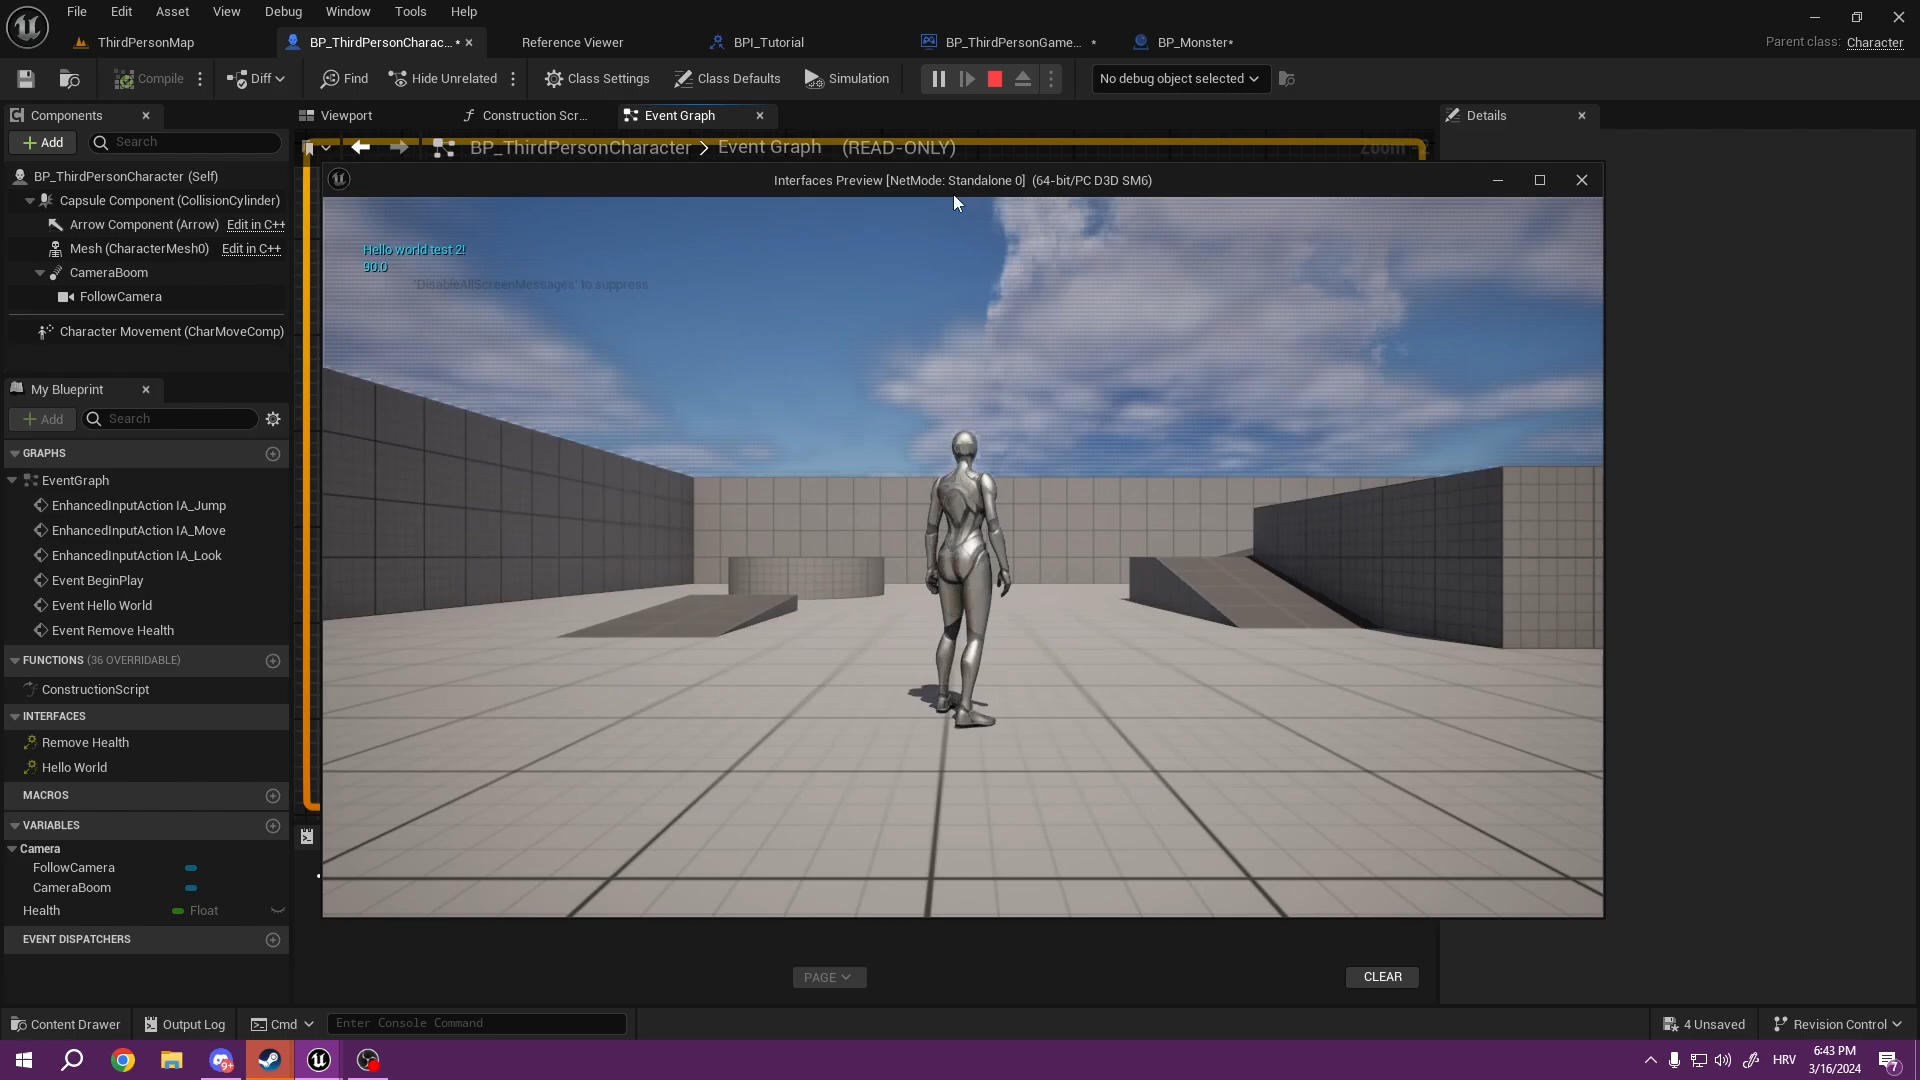 File Edit Asset View Debug Window Tools Help
ThirdPersonMap BP_ThirdPersonCharac... * Reference Viewer BPI_Tutorial BP_ThirdPersonGame... * BP_Monster* Parent class: Character
Compile Diff Find Hide Unrelated Class Settings Class Defaults Simulation No debug object selected
Components Viewport Construction Scr... Event Graph Details
Add Search
BP_ThirdPersonCharacter > Event Graph (READ-ONLY) Zoom
BP_ThirdPersonCharacter (Self)
Interfaces Preview [NetMode: Standalone 0] (64-bit/PC D3D SM6)
Capsule Component (CollisionCylinder)
Arrow Component (Arrow) Edit in C++
Mesh (CharacterMesh0) Edit in C++
CameraBoom
FollowCamera
Character Movement (CharMoveComp)
Hello world test 2!
90.0
'DisableAllScreenMessages' to suppress
My Blueprint
Add Search
GRAPHS
EventGraph
EnhancedInputAction IA_Jump
EnhancedInputAction IA_Move
EnhancedInputAction IA_Look
Event BeginPlay
Event Hello World
Event Remove Health
FUNCTIONS (36 OVERRIDABLE)
ConstructionScript
INTERFACES
Remove Health
Hello World
MACROS
VARIABLES
Camera
FollowCamera
CameraBoom
Health Float
EVENT DISPATCHERS
PAGE CLEAR
Content Drawer Output Log Cmd Enter Console Command 4 Unsaved Revision Control
9+ HRV 6:43 PM
3/16/2024 7